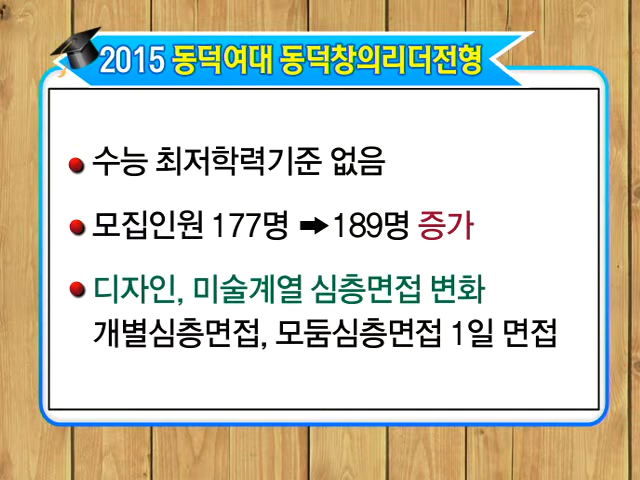 2015 동덕여대 동덕창의리더전형
수능 최저학력기준 없음
모집인원 177명 ➡189명 증가
디자인, 미술계열 심층면접 변화
개별심층면접, 모둠심층면접 1일 면접